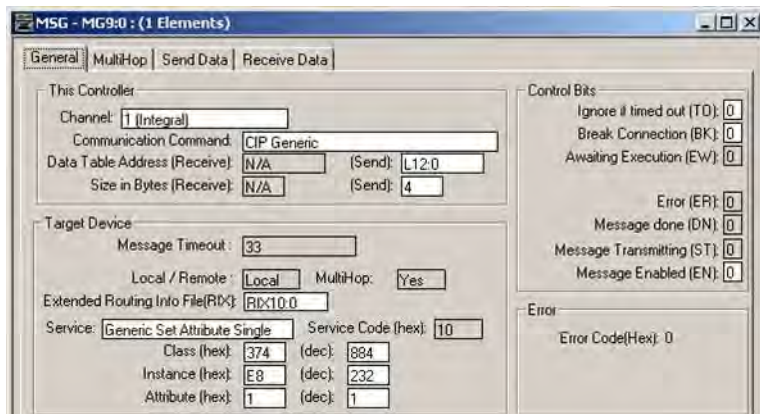 MSG - MG9:0 : (1 Elements)
General MultiHop Send Data Receive Data
This Controller
Channel: 1 (Integral)
Communication Command: CIP Generic
Data Table Address (Receive): N/A (Send): L12:0
Size in Bytes (Receive): N/A (Send): 4
Target Device
Message Timeout : 33
Local / Remote : Local MultiHop: Yes
Extended Routing Info File(RIX): RIX10:0
Service: Generic Set Attribute Single Service Code (hex): 10
Class (hex): 374 (dec): 884
Instance (hex): E8 (dec): 232
Attribute (hex): 1 (dec): 1
Control Bits
Ignore if timed out (TO): 0
Break Connection (BK): 0
Awaiting Execution (EW): 0
Error (ER): 0
Message done (DN): 0
Message Transmitting (ST): 0
Message Enabled (EN): 0
Error
Error Code(Hex): 0